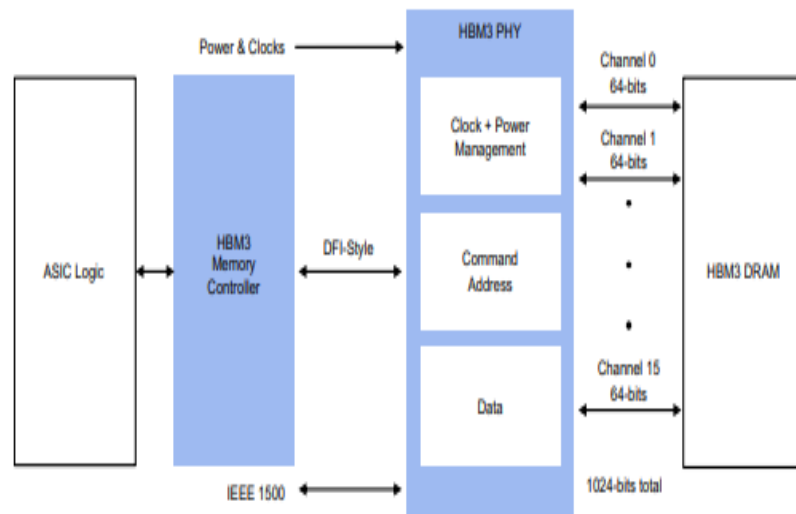 Power & Clocks
HBM3 PHY
Channel 0
64-bits
Clock + Power
Management
Channel 1
64-bits
ASIC Logic
HBM3
Memory
Controller
DFI-Style
Command
Address
HBM3 DRAM
Data
Channel 15
64-bits
IEEE 1500
1024-bits total